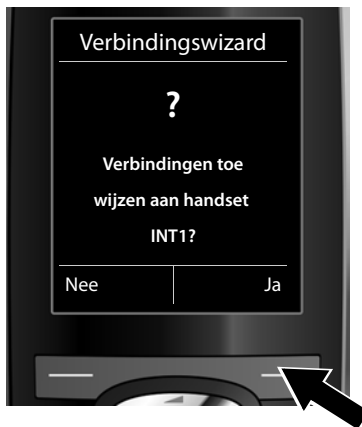 Verbindingswizard
?
Verbindingen toe
wijzen aan handset
INT1?
Nee Ja